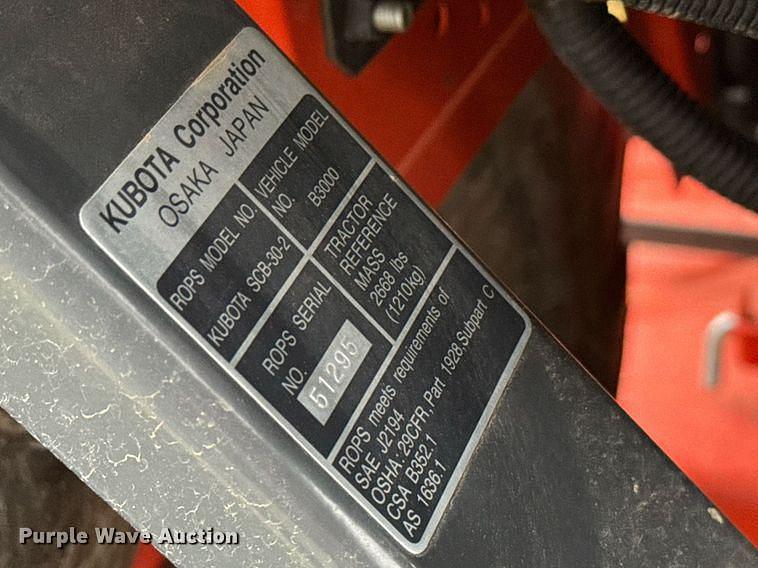 KUBOTA Corporation
OSAKA JAPAN
ROPS MODEL NO.
KUBOTA SCB-30-2
VEHICLE MODEL
NO.
B3000
ROPS SERIAL
NO. 51295
TRACTOR
REFERENCE
MASS
2668 lbs
(1210kg)
ROPS meets requirements of
SAE J2194
OSHA 29CFR, Part 1928,Subpart C
CSA B352.1
AS 1636.1
Purple Wave Auction